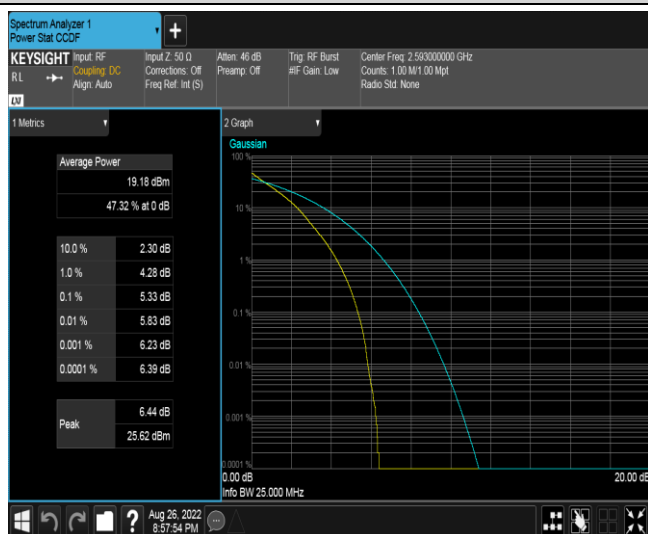 Spectrum Analyzer 1
Power Stat CCDF
KEYSIGHT
RL
LXI
Input: RF
Coupling: DC
Align: Auto
Input Z: 50 Ω
Corrections: Off
Freq Ref: Int (S)
Atten: 46 dB
Preamp: Off
Trig: RF Burst
#IF Gain: Low
Center Freq: 2.593000000 GHz
Counts: 1.00 M/1.00 Mpt
Radio Std: None
1 Metrics
Average Power
19.18 dBm
47.32 % at 0 dB
10.0 % 2.30 dB
1.0 % 4.28 dB
0.1 % 5.33 dB
0.01 % 5.83 dB
0.001 % 6.23 dB
0.0001 % 6.39 dB
Peak
6.44 dB
25.62 dBm
2 Graph
Gaussian
100 %
10 %
1 %
0.1 %
0.01 %
0.001 %
0.0001 %
0.00 dB 20.00 dB
Info BW 25.000 MHz
?
Aug 26, 2022
8:57:54 PM